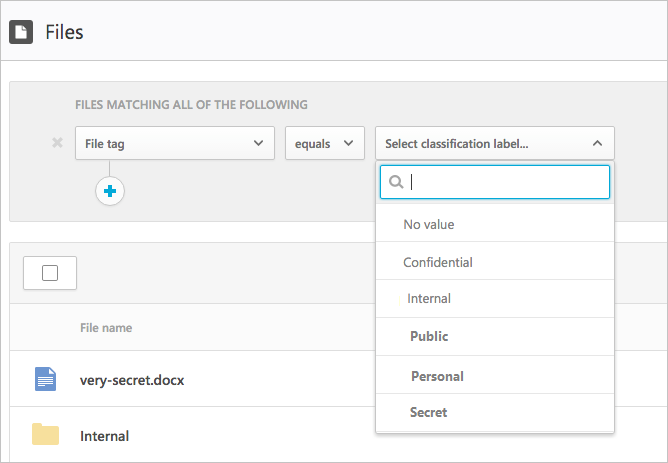 Files
FILES MATCHING ALL OF THE FOLLOWING
File tag equals Select classification label...
No value
Confidential
Internal
Public
Personal
Secret
File name
very-secret.docx
Internal